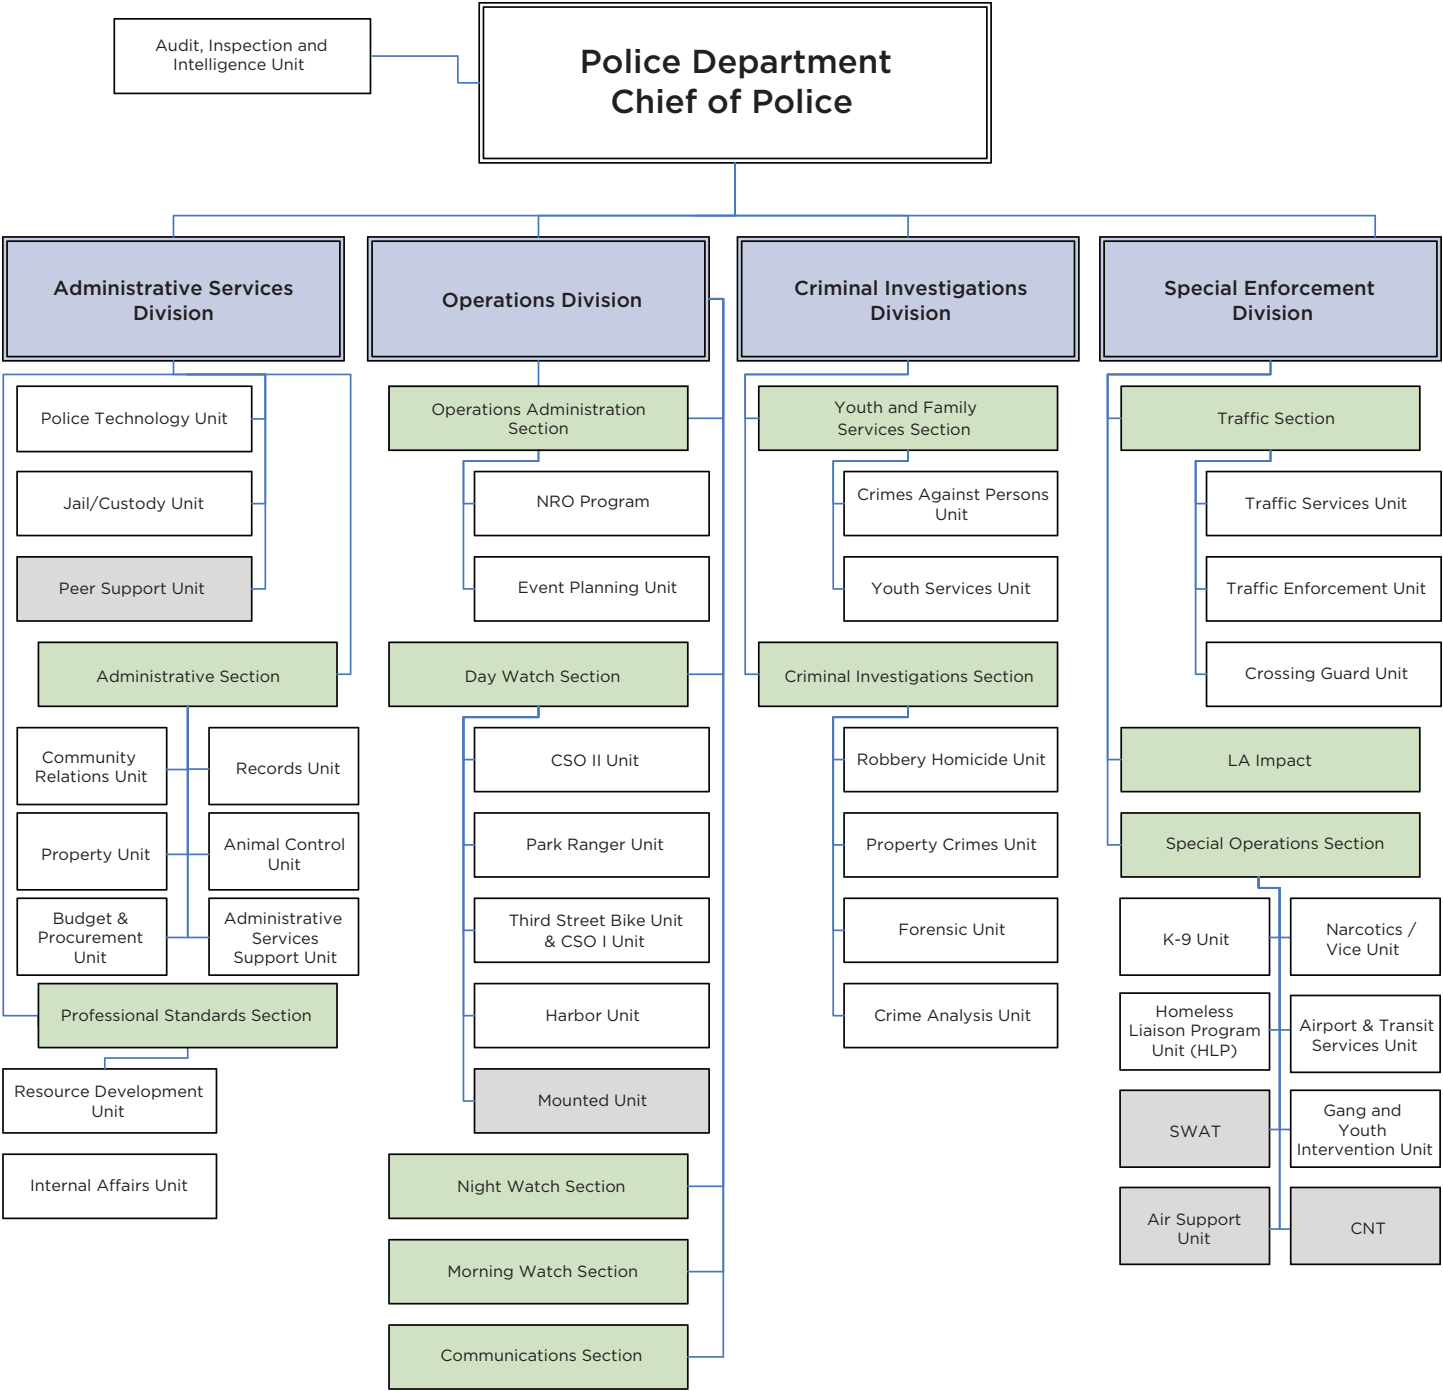 Audit, Inspection and
Intelligence Unit
Police Department
Chief of Police
Administrative Services
Division
Police Technology Unit
Jail/Custody Unit
Peer Support Unit
Administrative Section
Community
Relations Unit
Records Unit
Property Unit
Animal Control
Unit
Budget &
Procurement
Unit
Administrative
Services
Support Unit
Professional Standards Section
Resource Development
Unit
Internal Affairs Unit
Operations Division
Operations Administration
Section
NRO Program
Event Planning Unit
Day Watch Section
CSO II Unit
Park Ranger Unit
Third Street Bike Unit
& CSO I Unit
Harbor Unit
Mounted Unit
Night Watch Section
Morning Watch Section
Communications Section
Criminal Investigations
Division
Youth and Family
Services Section
Crimes Against Persons
Unit
Youth Services Unit
Criminal Investigations Section
Robbery Homicide Unit
Property Crimes Unit
Forensic Unit
Crime Analysis Unit
Special Enforcement
Division
Traffic Section
Traffic Services Unit
Traffic Enforcement Unit
Crossing Guard Unit
LA Impact
Special Operations Section
K-9 Unit
Narcotics /
Vice Unit
Homeless
Liaison Program
Unit (HLP)
Airport & Transit
Services Unit
SWAT
Gang and
Youth
Intervention Unit
Air Support
Unit
CNT